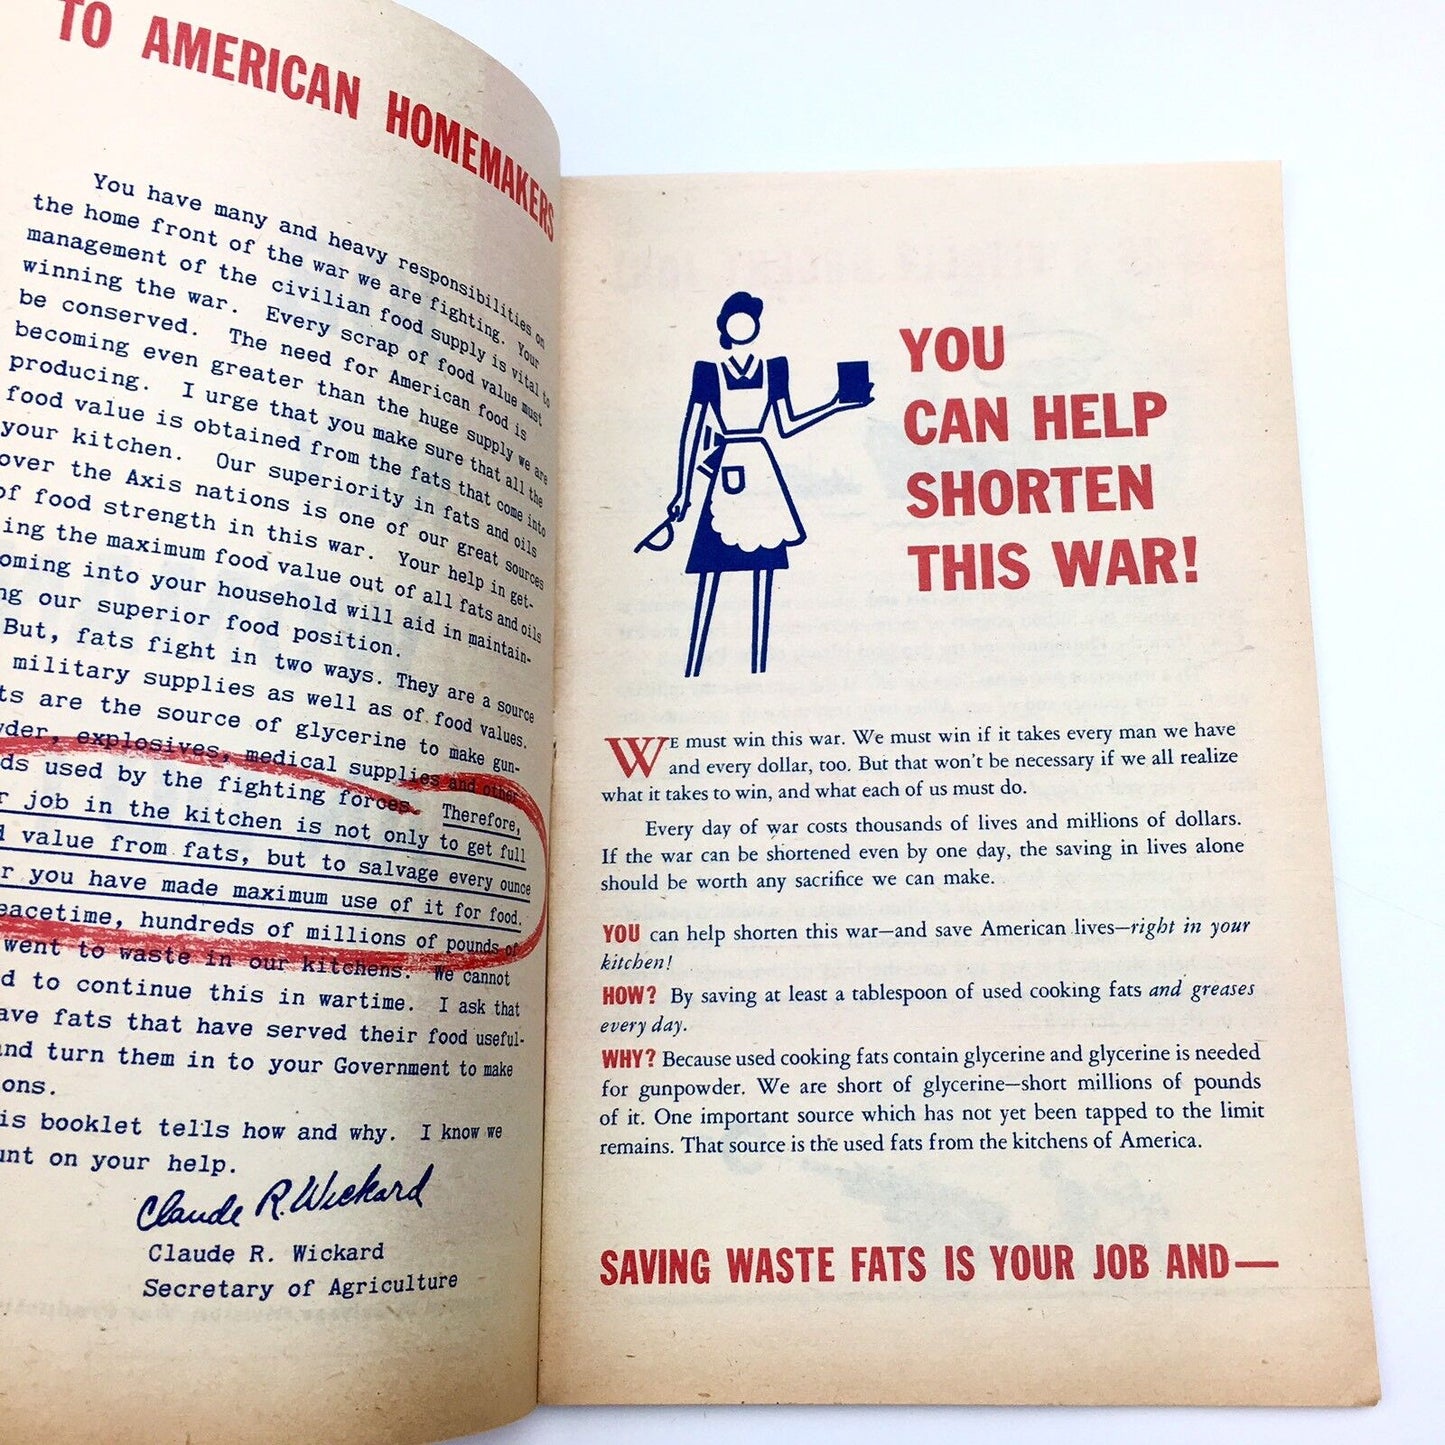 TO AMERICAN HOMEMAKERS
You have many and heavy responsibilities on
the home front of the war we are fighting. Your
management of the civilian food supply is vital to
winning the war. Every scrap of food value must
be conserved. The need for American food is
becoming even greater than the huge supply we are
producing. I urge that you make sure that all the
food value is obtained from the fats that come into
your kitchen. Our superiority in fats and oils
over the Axis nations is one of our great sources
of food strength in this war. Your help in get-
ing the maximum food value out of all fats and oils
oming into your household will aid in maintain-
ng our superior food position.
But, fats fight in two ways. They are a source
military supplies as well as of food values.
ts are the source of glycerine to make gun-
wder, explosives, medical supplies and other
ds used by the fighting forces. Therefore,
r job in the kitchen is not only to get full
d value from fats, but to salvage every ounce
r you have made maximum use of it for food.
eacetime, hundreds of millions of pounds of
went to waste in our kitchens. We cannot
d to continue this in wartime. I ask that
ave fats that have served their food useful-
nd turn them in to your Government to make
ons.
is booklet tells how and why. I know we
unt on your help.
Claude R. Wickard
Claude R. Wickard
Secretary of Agriculture
YOU
CAN HELP
SHORTEN
THIS WAR!
WE must win this war. We must win if it takes every man we have
and every dollar, too. But that won't be necessary if we all realize
what it takes to win, and what each of us must do.
Every day of war costs thousands of lives and millions of dollars.
If the war can be shortened even by one day, the saving in lives alone
should be worth any sacrifice we can make.
YOU can help shorten this war—and save American lives—right in your
kitchen!
HOW? By saving at least a tablespoon of used cooking fats and greases
every day.
WHY? Because used cooking fats contain glycerine and glycerine is needed
for gunpowder. We are short of glycerine—short millions of pounds
of it. One important source which has not yet been tapped to the limit
remains. That source is the used fats from the kitchens of America.
SAVING WASTE FATS IS YOUR JOB AND—